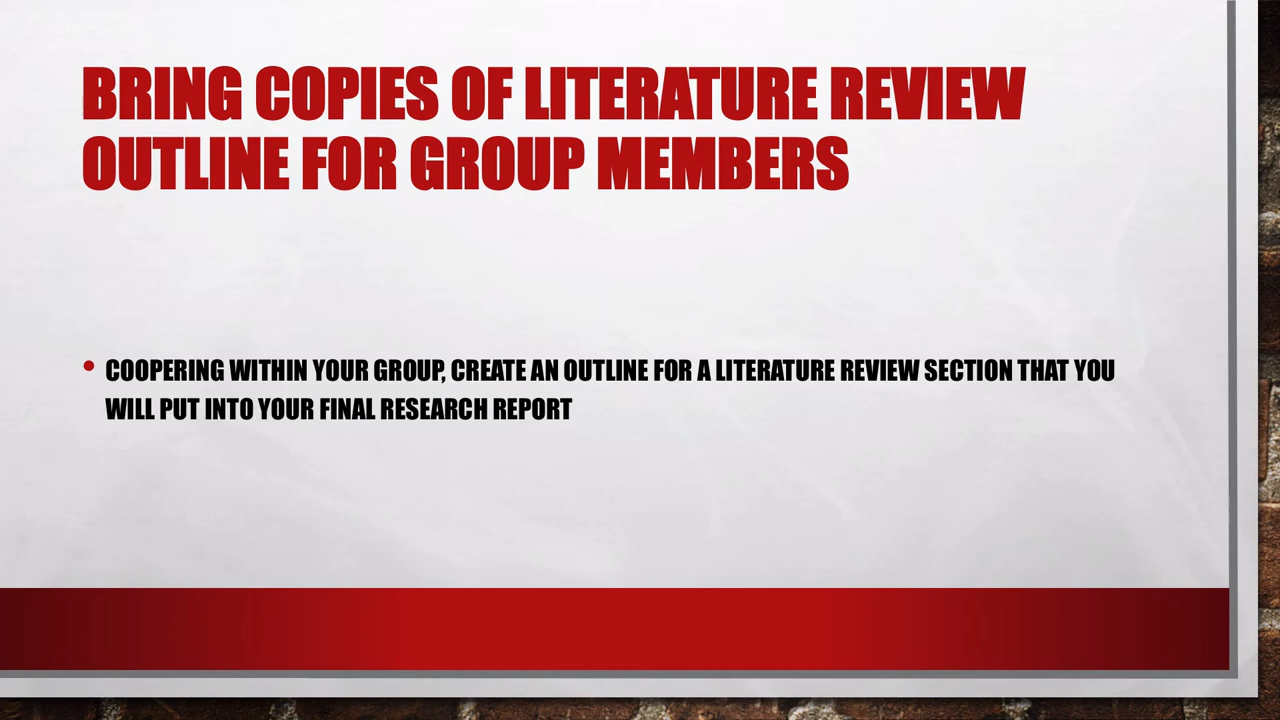 BRING COPIES OF LITERATURE REVIEW
OUTLINE FOR GROUP MEMBERS
• COOPERING WITHIN YOUR GROUP, CREATE AN OUTLINE FOR A LITERATURE REVIEW SECTION THAT YOU
WILL PUT INTO YOUR FINAL RESEARCH REPORT